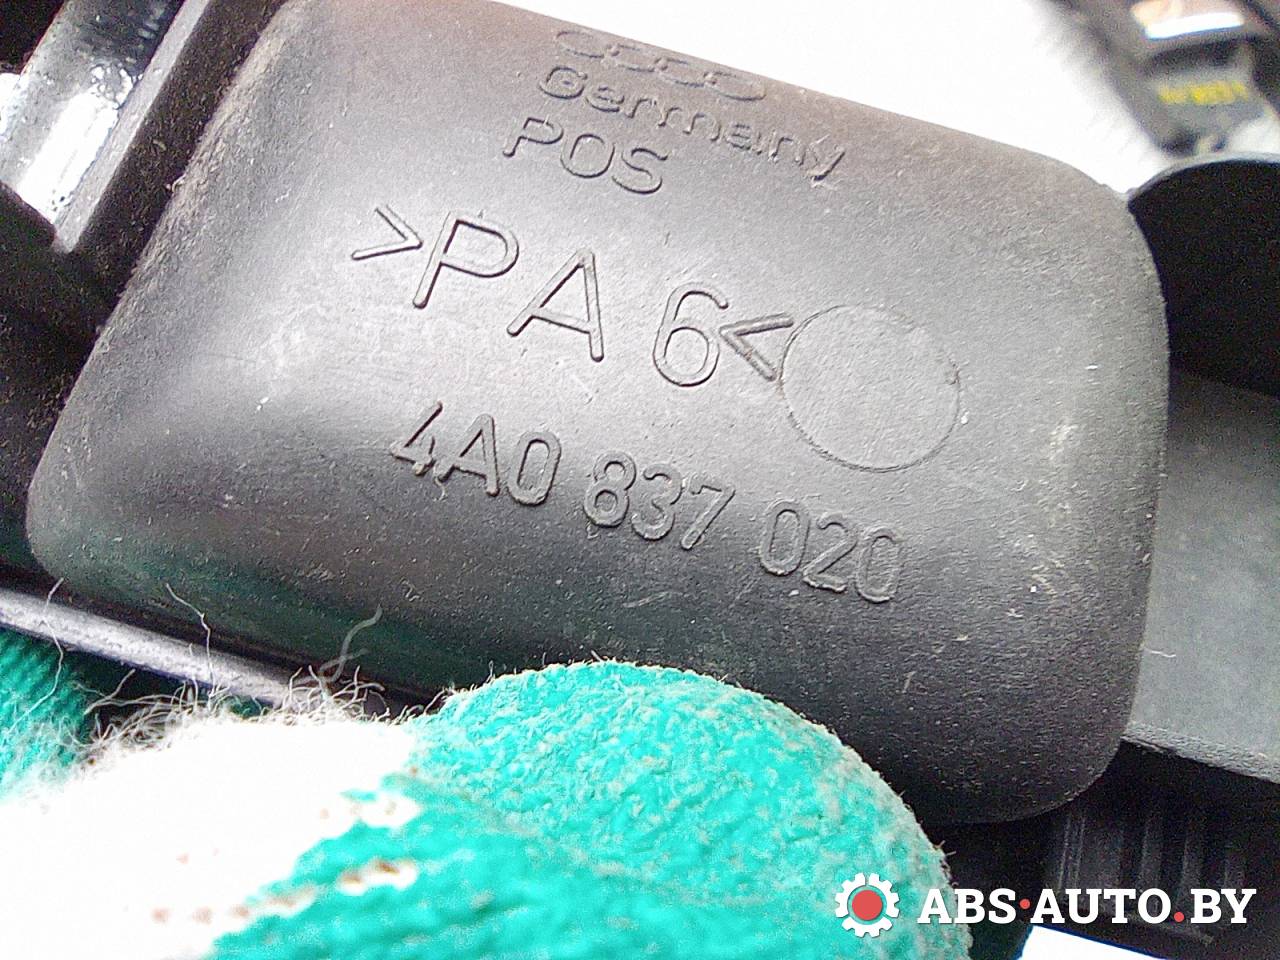 Germany
POS
>PA 6<
4A0 837 020
ABS·AUTO.BY